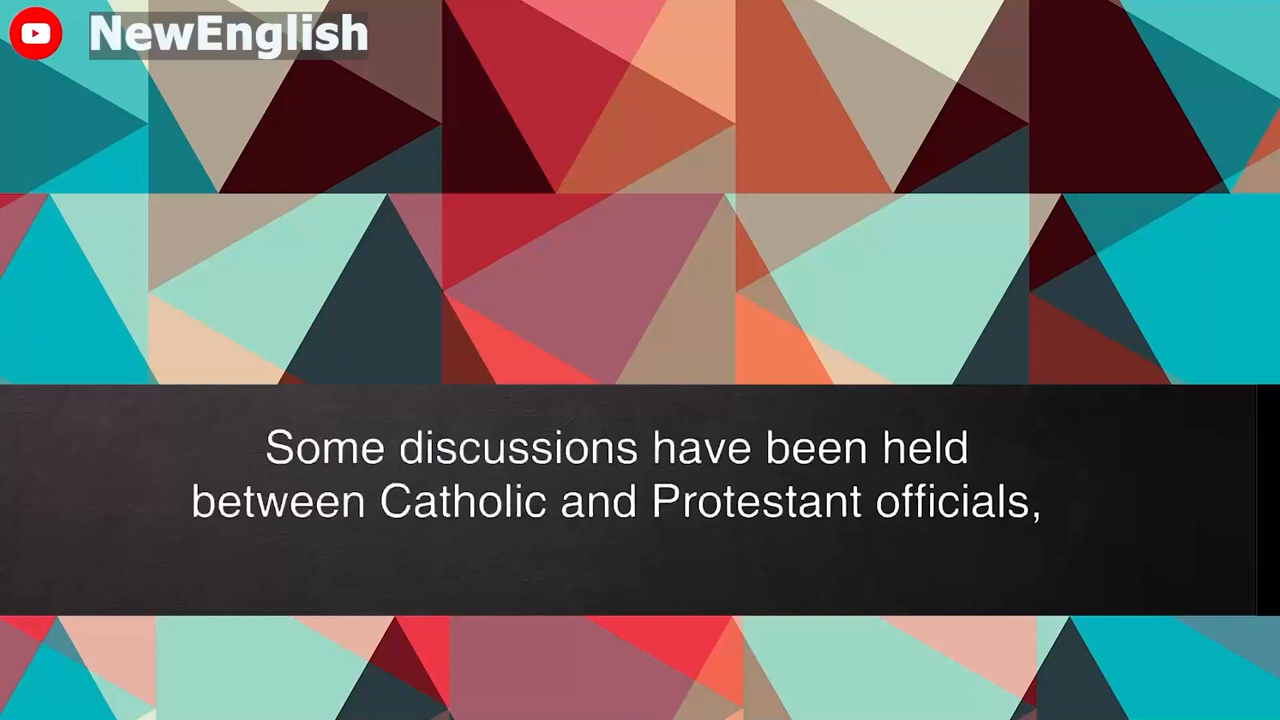 NewEnglish
Some discussions have been held
between Catholic and Protestant officials,